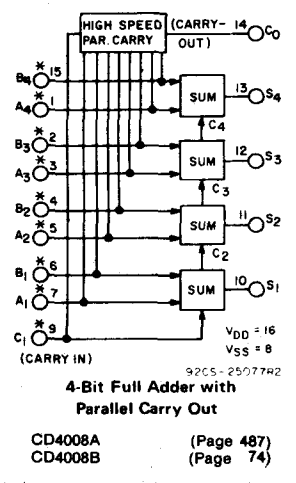 HIGH SPEED PAR. CARRY
(CARRY-OUT) 14 C0
* B4 15
* A4 1
SUM 13 S4
C4
* B3 2
* A3 3
SUM 12 S3
C3
* B2 4
* A2 5
SUM 11 S2
C2
* B1 6
* A1 7
SUM 10 S1
* C1 9
(CARRY IN)
VDD = 16
VSS = 8
92CS-25077R2
4-Bit Full Adder with
Parallel Carry Out
CD4008A (Page 487)
CD4008B (Page 74)